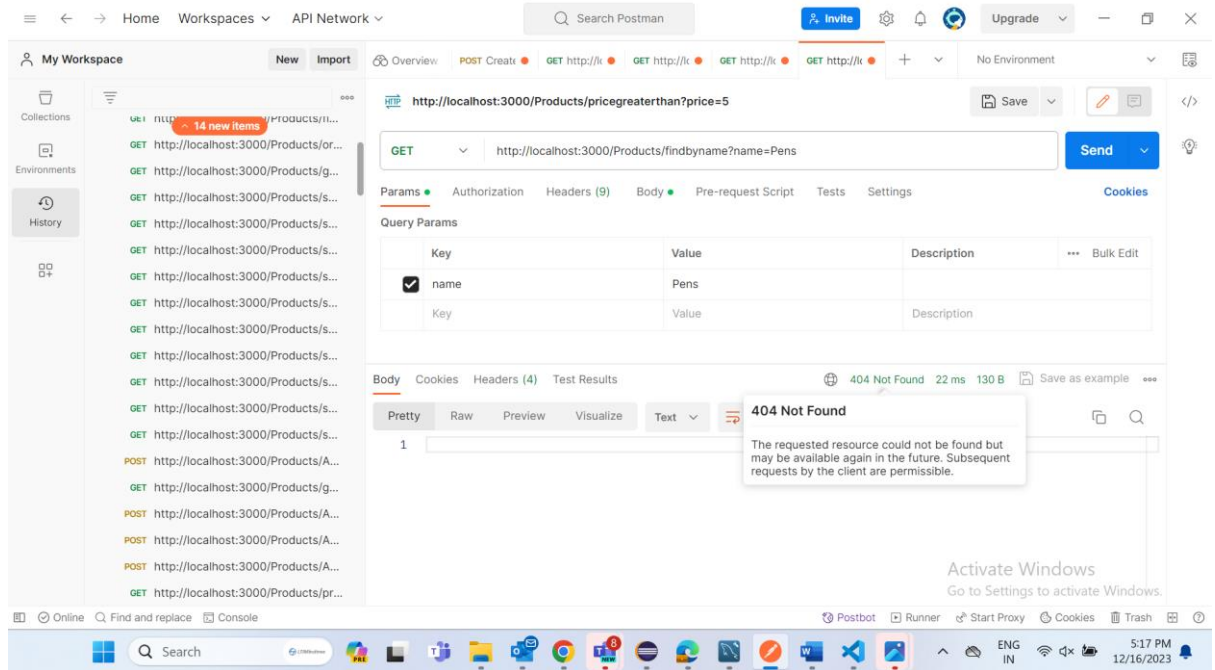 Home Workspaces API Network Search Postman Invite Upgrade
My Workspace New Import Overview POST Create GET http://lc GET http://lc GET http://lc GET http://lc No Environment
Collections
Environments
History
14 new items
GET http://localhost:3000/Products/or...
GET http://localhost:3000/Products/g...
GET http://localhost:3000/Products/s...
GET http://localhost:3000/Products/s...
GET http://localhost:3000/Products/s...
GET http://localhost:3000/Products/s...
GET http://localhost:3000/Products/s...
GET http://localhost:3000/Products/s...
GET http://localhost:3000/Products/s...
GET http://localhost:3000/Products/s...
GET http://localhost:3000/Products/s...
GET http://localhost:3000/Products/s...
POST http://localhost:3000/Products/A...
GET http://localhost:3000/Products/g...
POST http://localhost:3000/Products/A...
POST http://localhost:3000/Products/A...
POST http://localhost:3000/Products/A...
GET http://localhost:3000/Products/pr...
HTTP http://localhost:3000/Products/pricegreaterthan?price=5 Save
GET http://localhost:3000/Products/findbyname?name=Pens Send
Params Authorization Headers (9) Body Pre-request Script Tests Settings Cookies
Query Params
Key Value Description Bulk Edit
name Pens
Key Value Description
Body Cookies Headers (4) Test Results 404 Not Found 22 ms 130 B Save as example
Pretty Raw Preview Visualize Text
404 Not Found
The requested resource could not be found but
may be available again in the future. Subsequent
requests by the client are permissible.
1
Activate Windows
Go to Settings to activate Windows.
Online Find and replace Console Postbot Runner Start Proxy Cookies Trash
Search PRE 8 NEW ENG 5:17 PM
IN 12/16/2023